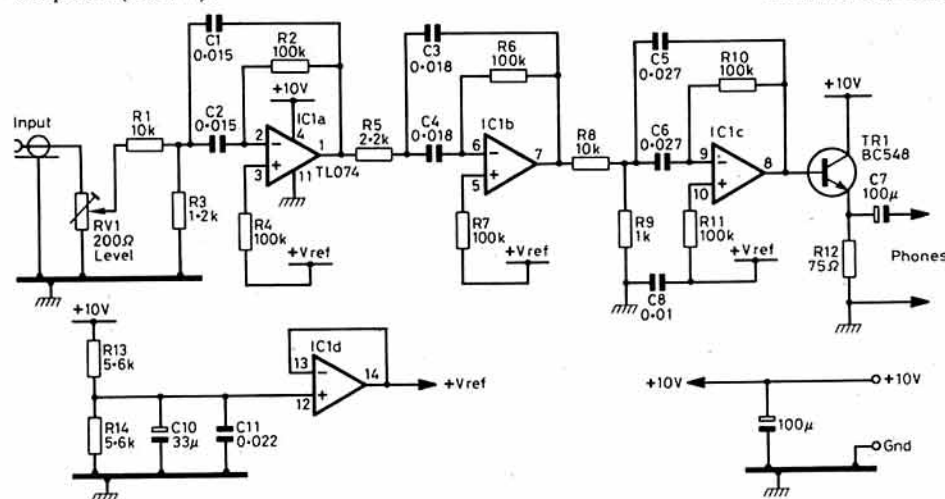 C1
0·015
R2
100k
C3
0·018
R6
100k
C5
0·027
R10
100k
+10V
+10V
Input
R1
10k
C2
0·015
IC1a
2
4
1
3
11
TL074
R5
2·2k
C4
0·018
IC1b
6
7
5
R8
10k
C6
0·027
IC1c
9
8
10
TR1
BC548
C7
100µ
RV1
200Ω
Level
R3
1·2k
R4
100k
+Vref
R7
100k
+Vref
R9
1k
R11
100k
+Vref
C8
0·01
R12
75Ω
Phones
+10V
R13
5·6k
IC1d
13
14
12
+Vref
R14
5·6k
C10
33µ
C11
0·022
+10V
+10V
100µ
Gnd